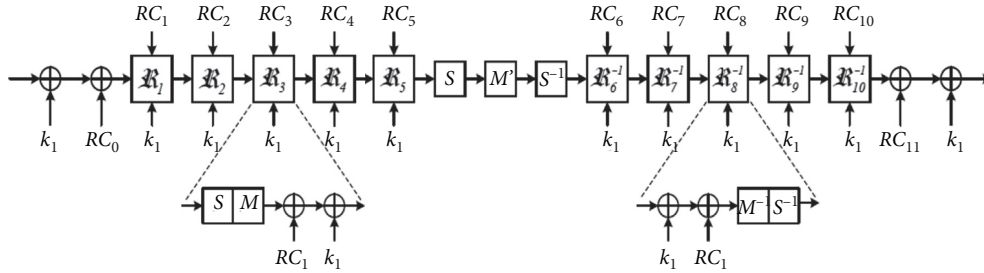 RC₁ RC₂ RC₃ RC₄ RC₅ RC₆ RC₇ RC₈ RC₉ RC₁₀
ℜ₁ ℜ₂ ℜ₃ ℜ₄ ℜ₅ S M' S⁻¹ ℜ₆⁻¹ ℜ₇⁻¹ ℜ₈⁻¹ ℜ₉⁻¹ ℜ₁₀⁻¹
k₁ RC₀ k₁ k₁ k₁ k₁ k₁ k₁ k₁ k₁ k₁ k₁ RC₁₁ k₁
S M M⁻¹ S⁻¹
RC₁ k₁ k₁ RC₁